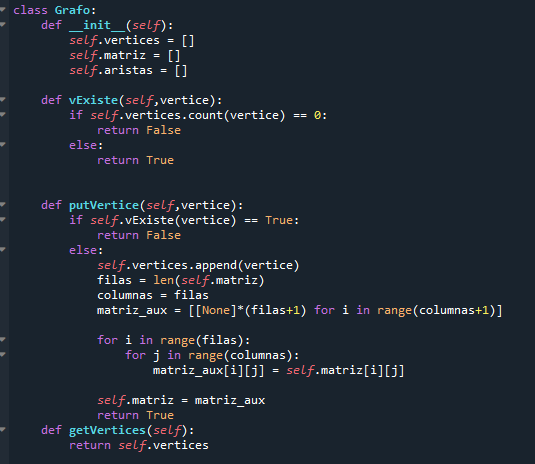 class Grafo:
    def __init__(self):
        self.vertices = []
        self.matriz = []
        self.aristas = []

    def vExiste(self,vertice):
        if self.vertices.count(vertice) == 0:
            return False
        else:
            return True


    def putVertice(self,vertice):
        if self.vExiste(vertice) == True:
            return False
        else:
            self.vertices.append(vertice)
            filas = len(self.matriz)
            columnas = filas
            matriz_aux = [[None]*(filas+1) for i in range(columnas+1)]

            for i in range(filas):
                for j in range(columnas):
                    matriz_aux[i][j] = self.matriz[i][j]

            self.matriz = matriz_aux
            return True
    def getVertices(self):
        return self.vertices